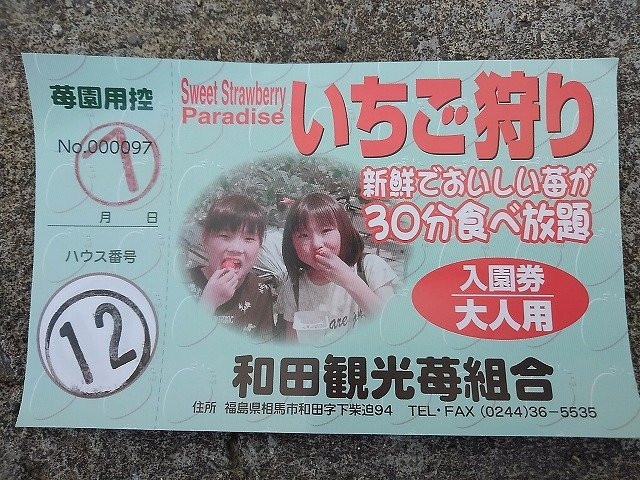 苺園用控
No.000097
ア
月 日
ハウス番号
12
Sweet Strawberry
Paradise
いちご狩り
新鮮でおいしい苺が
30分食べ放題
入園券
大人用
和田観光苺組合
住所 福島県相馬市和田字下柴迫94 TEL・FAX (0244)36-5535